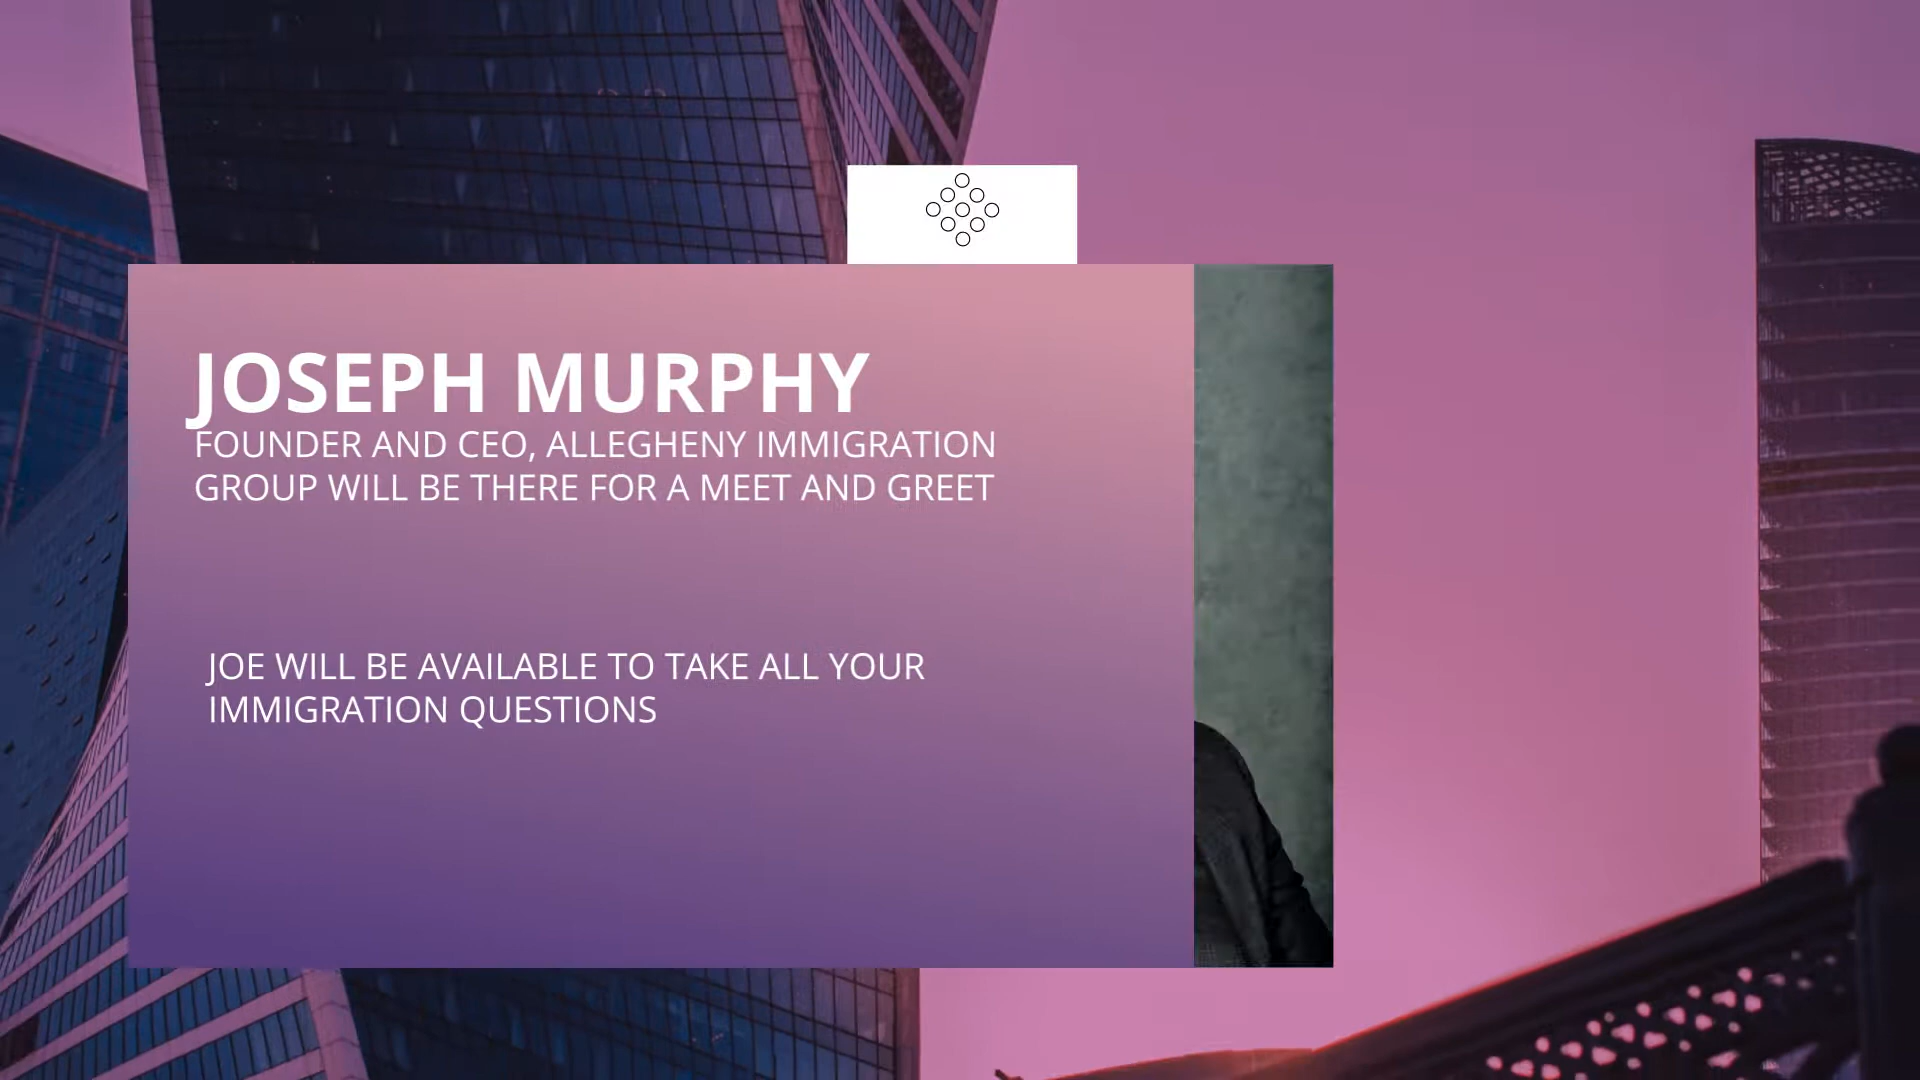 JOSEPH MURPHY
FOUNDER AND CEO, ALLEGHENY IMMIGRATION
GROUP WILL BE THERE FOR A MEET AND GREET
JOE WILL BE AVAILABLE TO TAKE ALL YOUR
IMMIGRATION QUESTIONS